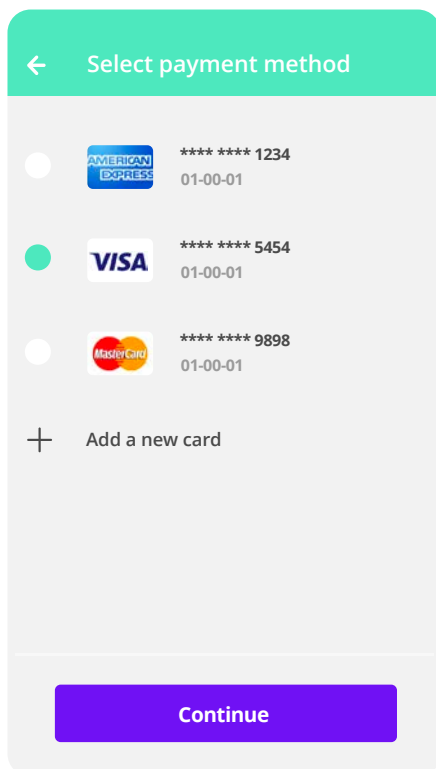 Select payment method
AMERICAN
EXPRESS
**** **** 1234
01-00-01
VISA
**** **** 5454
01-00-01
MasterCard
**** **** 9898
01-00-01
Add a new card
Continue